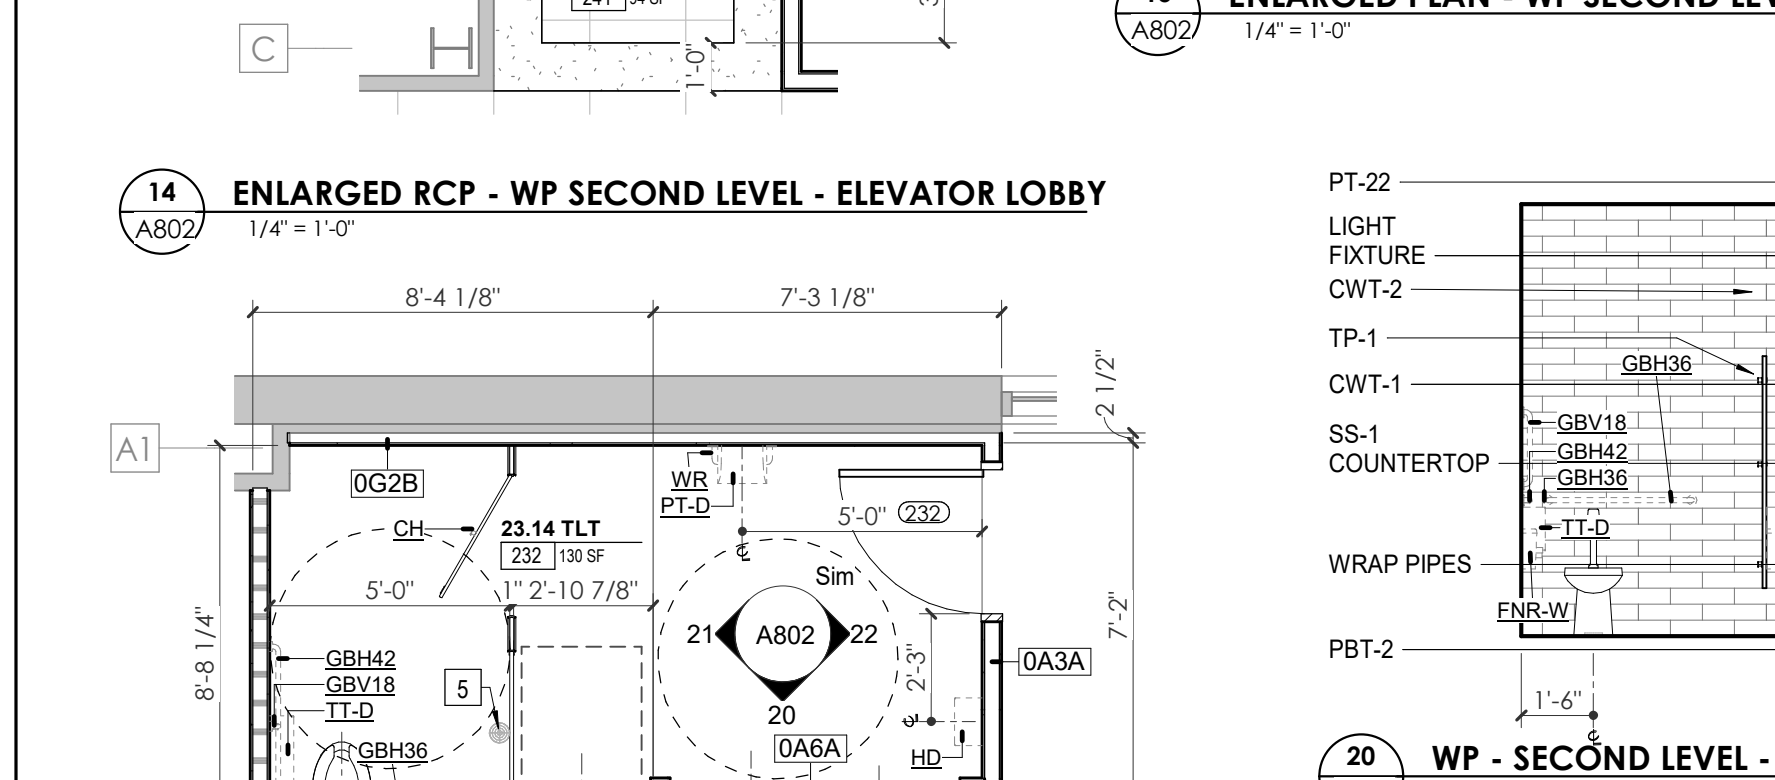 241 94 SF
C
1'-0"
A802
1/4" = 1'-0"
14
ENLARGED RCP - WP SECOND LEVEL - ELEVATOR LOBBY
A802
1/4" = 1'-0"
8'-4 1/8"
7'-3 1/8"
2 1/2"
A1
0G2B
WR
PT-D
CH
23.14 TLT
232
130 SF
5'-0"
232
Sim
5'-0"
1"
2'-10 7/8"
21
A802
22
20
8'-8 1/4"
7'-2"
2'-3"
0A3A
GBH42
GBV18
TT-D
GBH36
5
0A6A
HD
PT-22
LIGHT
FIXTURE
CWT-2
TP-1
GBH36
CWT-1
GBV18
SS-1
COUNTERTOP
GBH42
GBH36
TT-D
WRAP PIPES
FNR-W
PBT-2
1'-6"
20
WP - SECOND LEVEL -